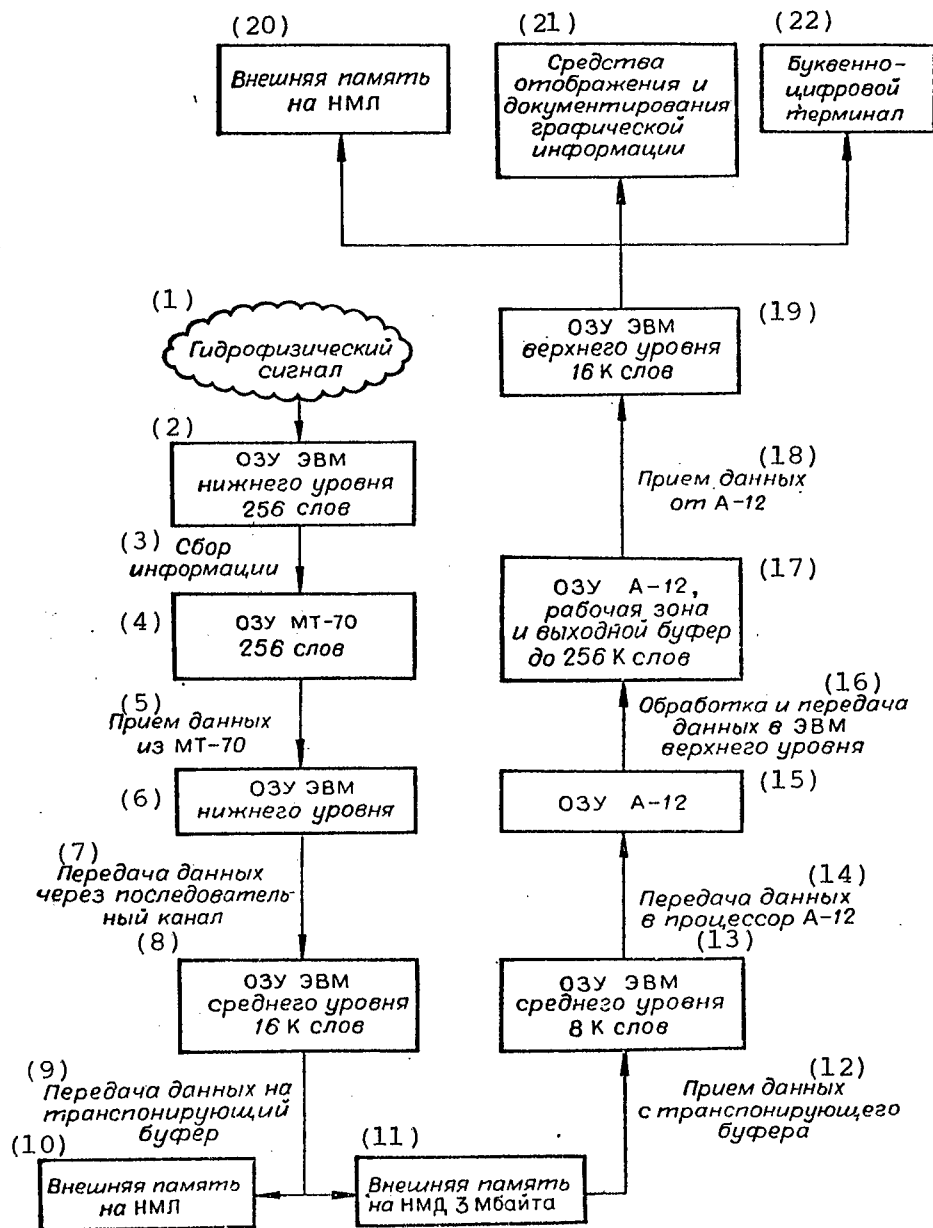 (20)
Внешняя память
на НМЛ
(21)
Средства
отображения и
документирования
графической
информации
(22)
Буквенно-
цифровой
терминал
(1)
Гидрофизический
сигнал
(2)
ОЗУ ЭВМ
нижнего уровня
256 слов
(3) Сбор
информации
(4)
ОЗУ МТ-70
256 слов
(5)
Прием данных
из МТ-70
(6)
ОЗУ ЭВМ
нижнего уровня
(7)
Передача данных
через последователь-
ный канал
(8)
ОЗУ ЭВМ
среднего уровня
16 К слов
(9)
Передача данных на
транспонирующий
буфер
(10)
Внешняя память
на НМЛ
(11)
Внешняя память
на НМД 3 Мбайта
(12)
Прием данных
с транспонирующего
буфера
(13)
ОЗУ ЭВМ
среднего уровня
8 К слов
(14)
Передача данных
в процессор А-12
(15)
ОЗУ А-12
(16)
Обработка и передача
данных в ЭВМ
верхнего уровня
(17)
ОЗУ А-12,
рабочая зона
и выходной буфер
до 256 К слов
(18)
Прием данных
от А-12
(19)
ОЗУ ЭВМ
верхнего уровня
16 К слов